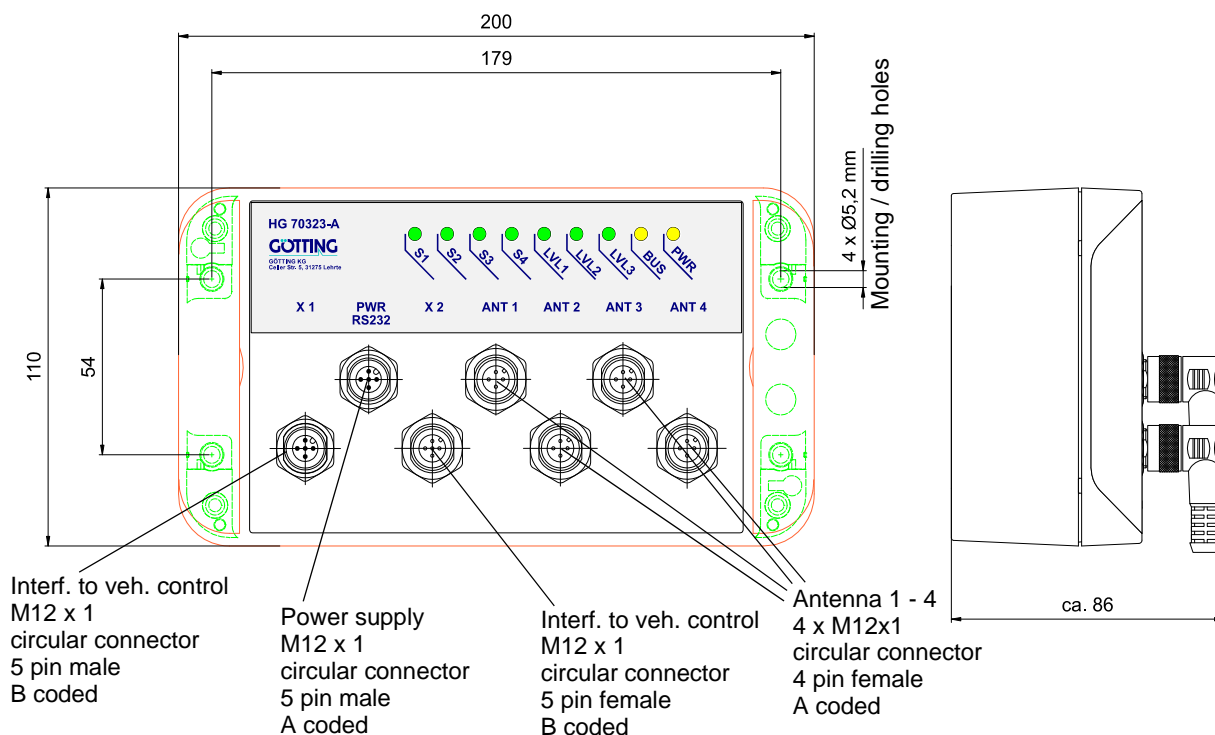 200
179
4 x Ø5,2 mm
Mounting / drilling holes
110
54
HG 70323-A
GÖTTING
GÖTTING KG
Celler Str. 5, 31275 Lehrte
S1
S2
S3
S4
LVL1
LVL2
LVL3
BUS
PWR
X 1
PWR
RS232
X 2
ANT 1
ANT 2
ANT 3
ANT 4
Interf. to veh. control
M12 x 1
circular connector
5 pin male
B coded
Power supply
M12 x 1
circular connector
5 pin male
A coded
Interf. to veh. control
M12 x 1
circular connector
5 pin female
B coded
Antenna 1 - 4
4 x M12x1
circular connector
4 pin female
A coded
ca. 86